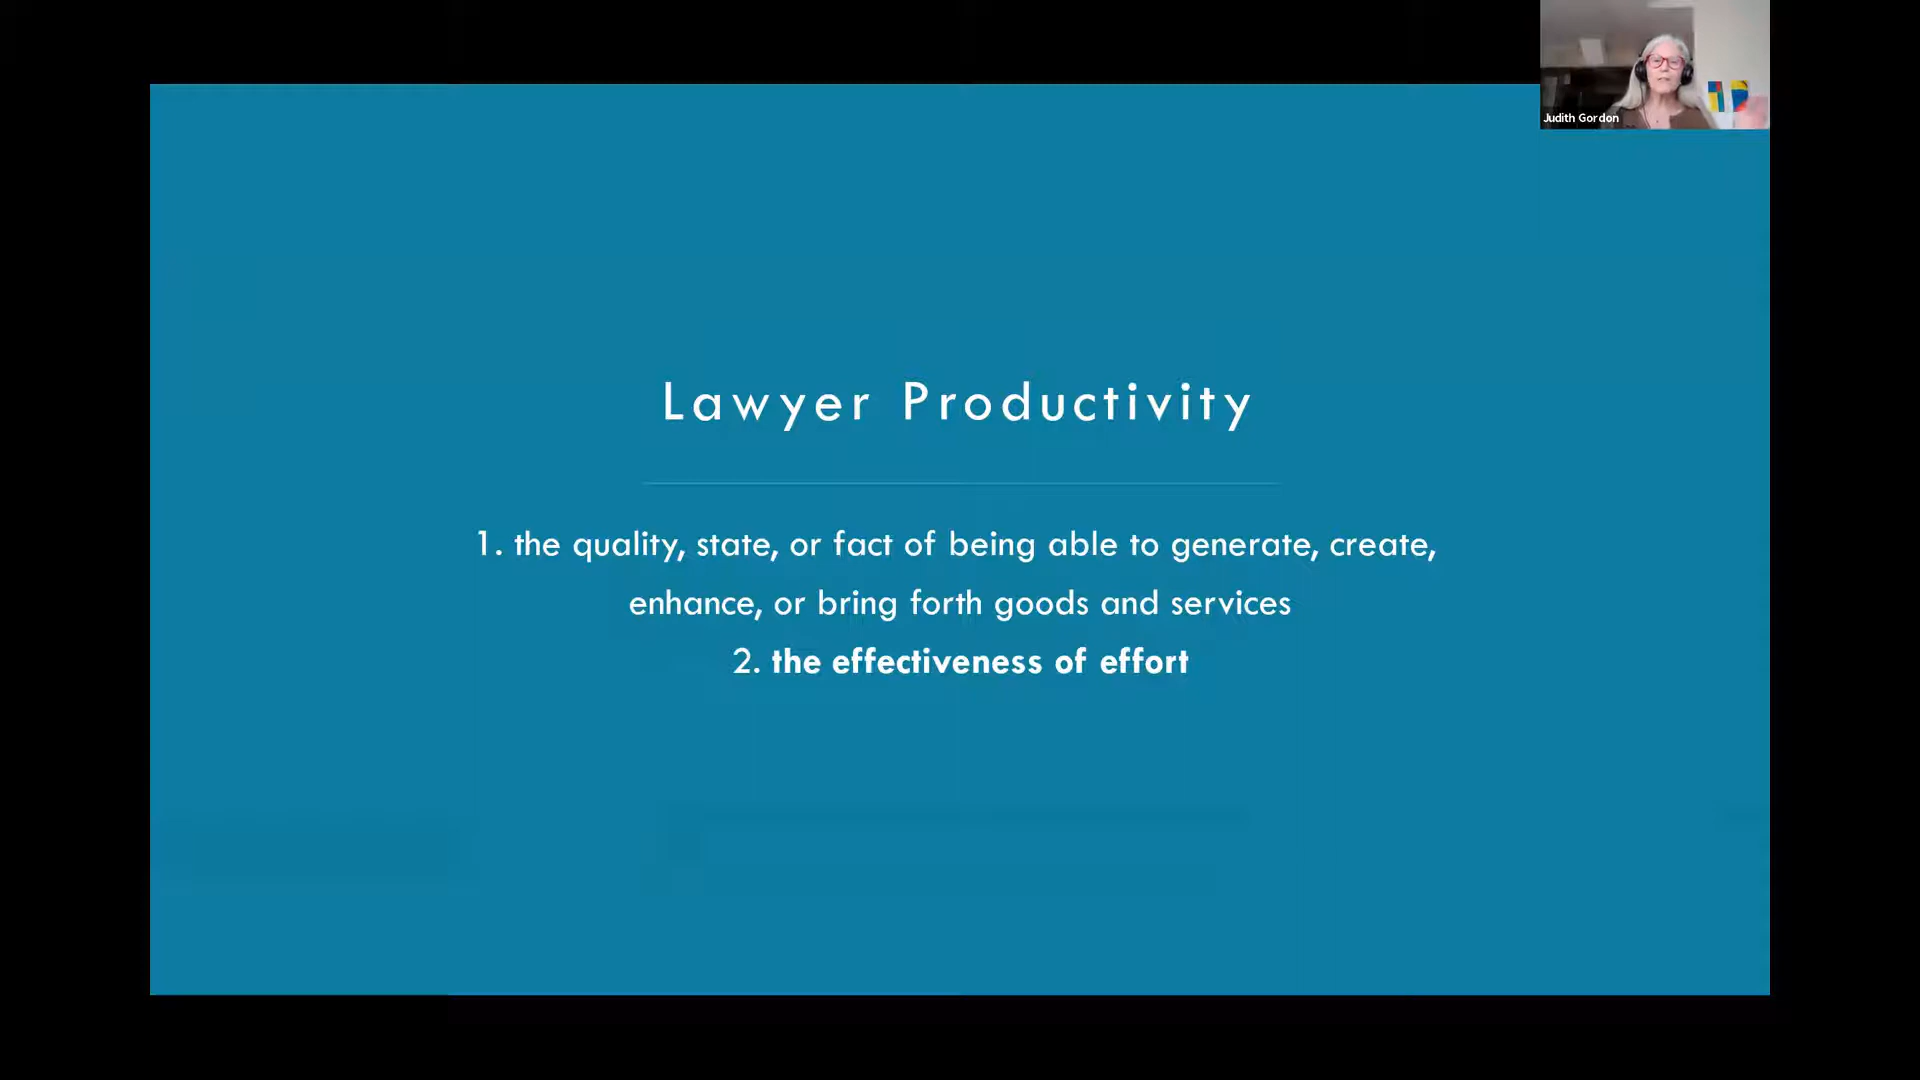 Judith Gordon
Lawyer Productivity
1. the quality, state, or fact of being able to generate, create,
enhance, or bring forth goods and services
2. the effectiveness of effort